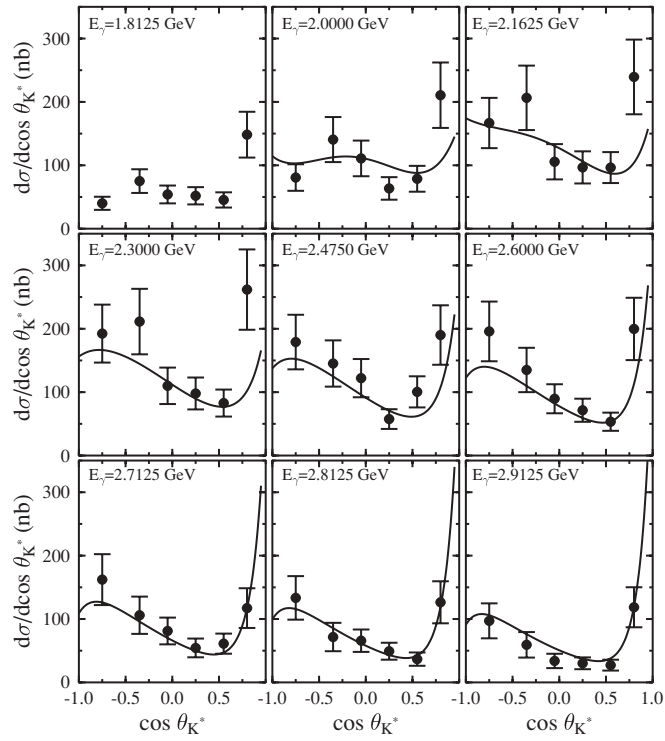 E_γ=1.8125 GeV
E_γ=2.0000 GeV
E_γ=2.1625 GeV
300
200
100
0
dσ/dcos θ_K* (nb)
E_γ=2.3000 GeV
E_γ=2.4750 GeV
E_γ=2.6000 GeV
300
200
100
0
dσ/dcos θ_K* (nb)
E_γ=2.7125 GeV
E_γ=2.8125 GeV
E_γ=2.9125 GeV
300
200
100
0
dσ/dcos θ_K* (nb)
-1.0 -0.5 0.0 0.5 -1.0 -0.5 0.0 0.5 -1.0 -0.5 0.0 0.5 1.0
cos θ_K* cos θ_K* cos θ_K*